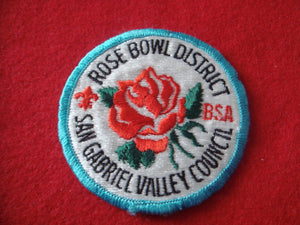 ROSE BOWL DISTRICT
BSA
SAN GABRIEL VALLEY COUNCIL